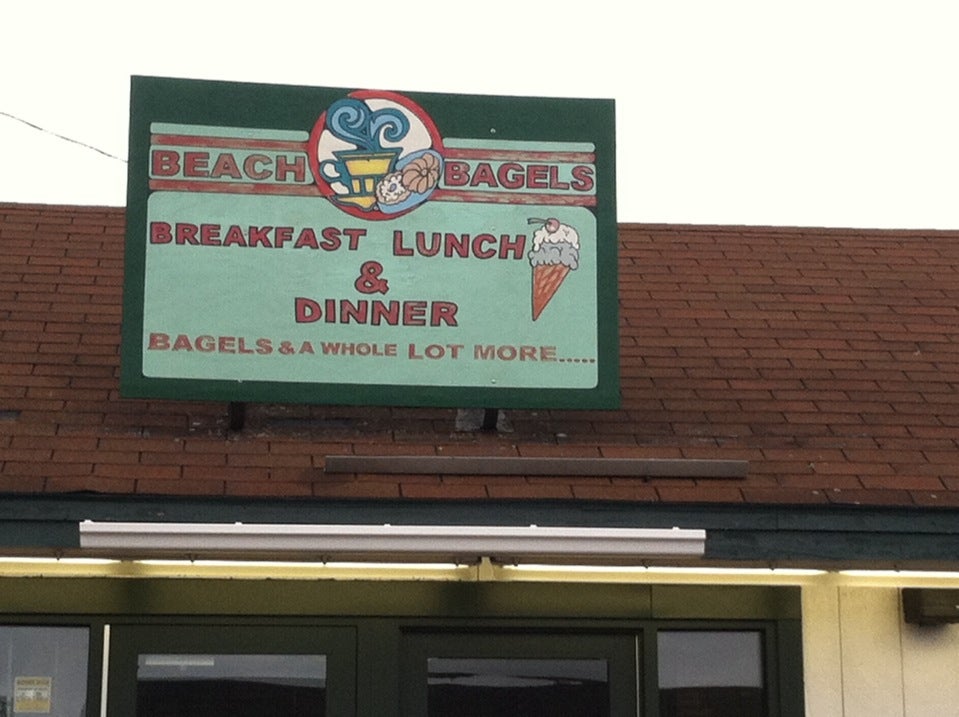 BEACH BAGELS
BREAKFAST LUNCH
&
DINNER
BAGELS & A WHOLE LOT MORE.....